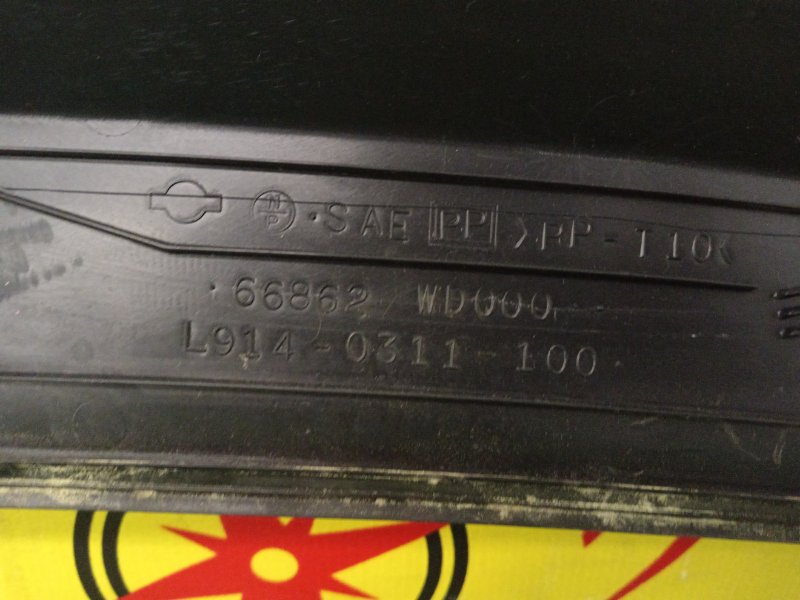 N P ·SAE PP >PP-T10<
·66862 WD000
L914-0311-100·